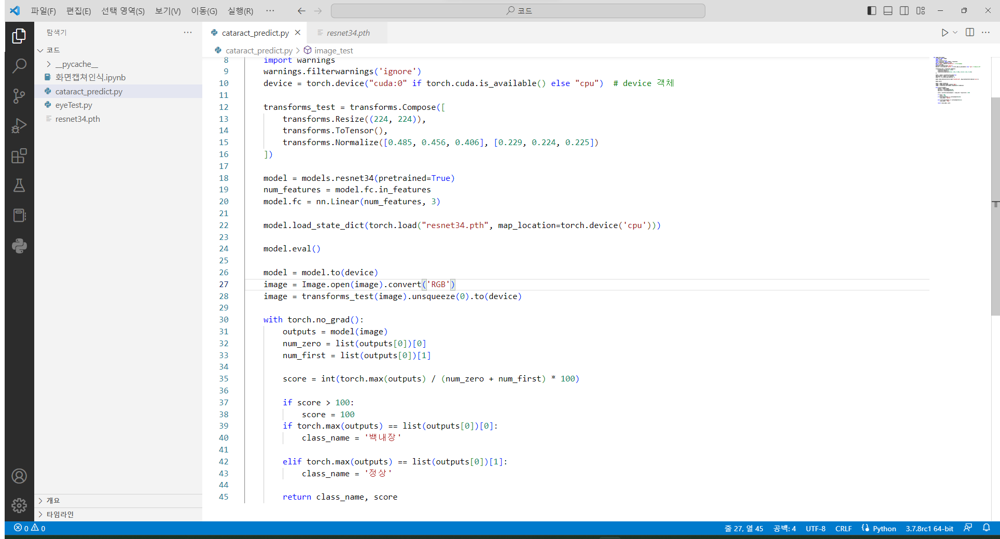 파일(F) 편집(E) 선택 영역(S) 보기(V) 이동(G) 실행(R) ··· 코드
탐색기 ···
코드
__pycache__
화면캡쳐인식.ipynb
cataract_predict.py
eyeTest.py
resnet34.pth
개요
타임라인
cataract_predict.py resnet34.pth
cataract_predict.py > image_test
8 import warnings
9 warnings.filterwarnings('ignore')
10 device = torch.device("cuda:0" if torch.cuda.is_available() else "cpu")  # device 객체
11
12 transforms_test = transforms.Compose([
13     transforms.Resize((224, 224)),
14     transforms.ToTensor(),
15     transforms.Normalize([0.485, 0.456, 0.406], [0.229, 0.224, 0.225])
16 ])
17
18 model = models.resnet34(pretrained=True)
19 num_features = model.fc.in_features
20 model.fc = nn.Linear(num_features, 3)
21
22 model.load_state_dict(torch.load("resnet34.pth", map_location=torch.device('cpu')))
23
24 model.eval()
25
26 model = model.to(device)
27 image = Image.open(image).convert('RGB')
28 image = transforms_test(image).unsqueeze(0).to(device)
29
30 with torch.no_grad():
31     outputs = model(image)
32     num_zero = list(outputs[0])[0]
33     num_first = list(outputs[0])[1]
34
35     score = int(torch.max(outputs) / (num_zero + num_first) * 100)
36
37     if score > 100:
38         score = 100
39     if torch.max(outputs) == list(outputs[0])[0]:
40         class_name = '백내장'
41
42     elif torch.max(outputs) == list(outputs[0])[1]:
43         class_name = '정상'
44
45     return class_name, score
0 0 줄 27, 열 45 공백: 4 UTF-8 CRLF Python 3.7.8rc1 64-bit